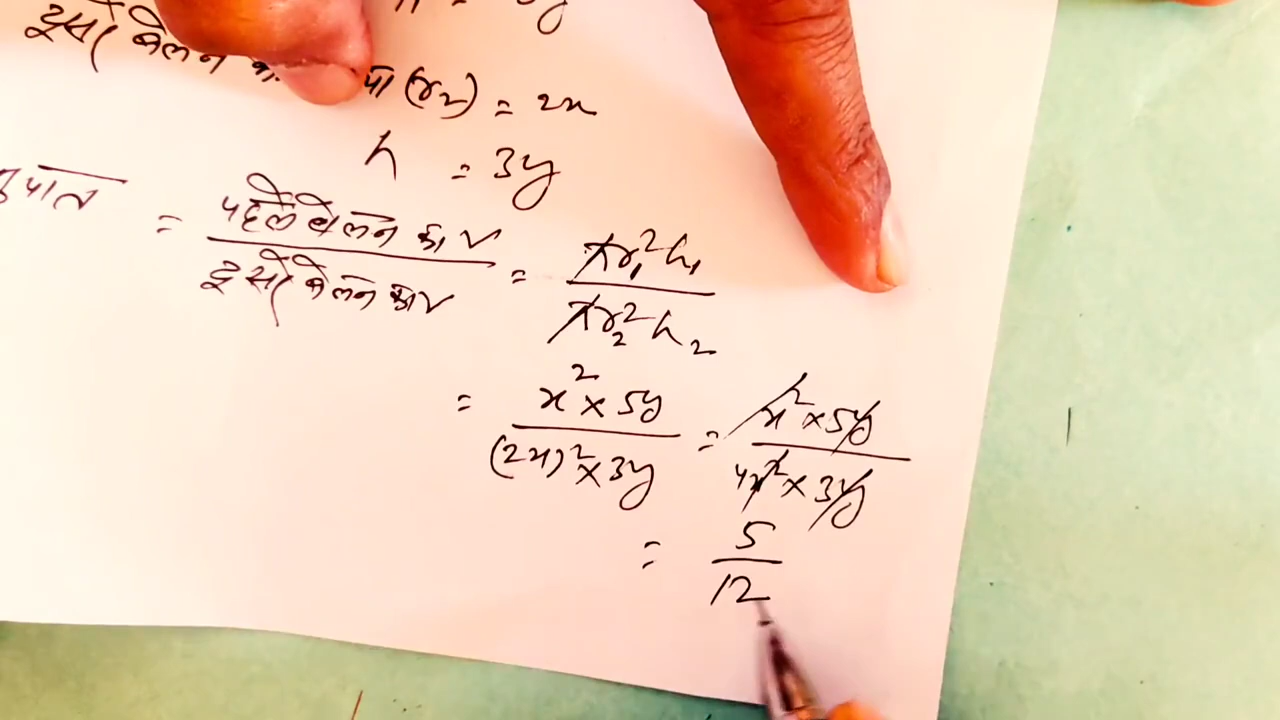 दूसरे बेलन का पा (r₂) = 2x
h = 3y
नुपात = पहले बेलन का v / दूसरे बेलन का v = πr₁²h₁ / πr₂²h₂
= x² × 5y / (2x)² × 3y = x² × 5y / 4x² × 3y
= 5 / 12